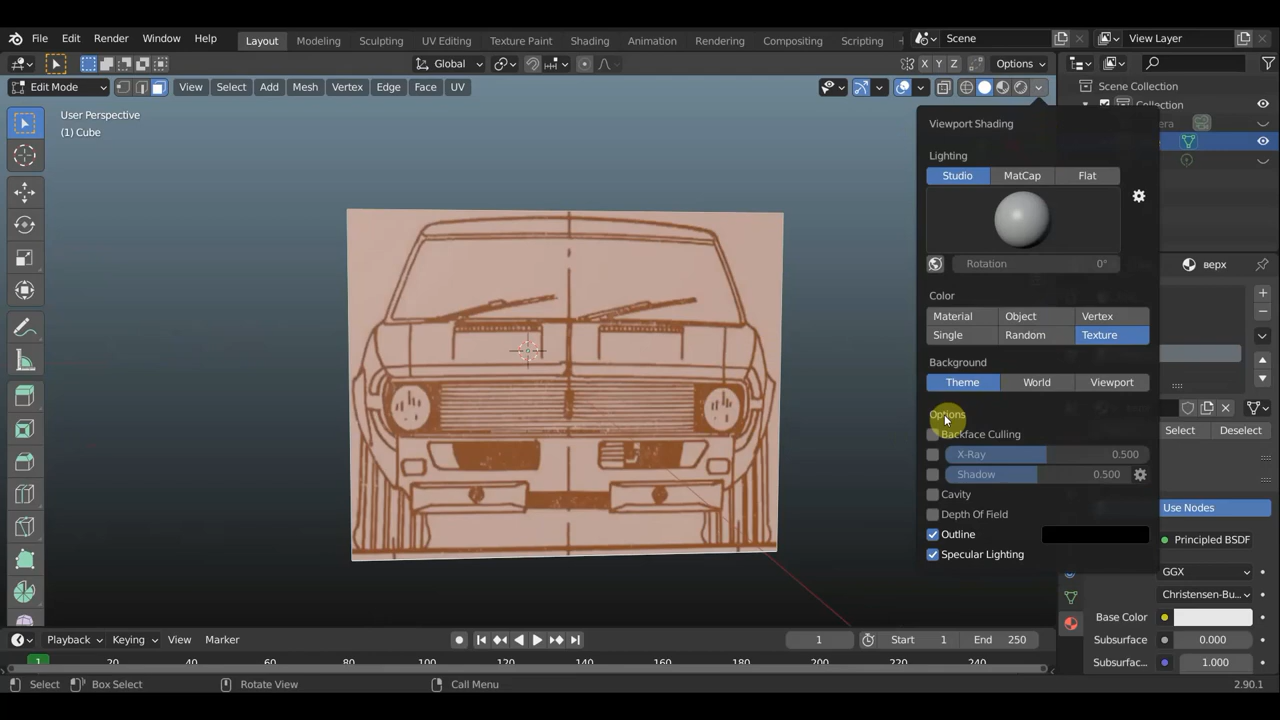 File Edit Render Window Help Layout Modeling Sculpting UV Editing Texture Paint Shading Animation Rendering Compositing Scripting Scene View Layer
Global X Y Z Options
Edit Mode View Select Add Mesh Vertex Edge Face UV
User Perspective
(1) Cube
Scene Collection
Collection
Viewport Shading
Lighting
Studio MatCap Flat
Rotation 0°
верх
Color
Material Object Vertex
Single Random Texture
Background
Theme World Viewport
Options
Backface Culling
X-Ray 0.500
Shadow 0.500
Cavity
Depth Of Field
Outline
Specular Lighting
Select Deselect
Use Nodes
Principled BSDF
GGX
Christensen-Bu...
Base Color
Subsurface 0.000
Subsurfac... 1.000
Playback Keying View Marker 1 Start 1 End 250
1 20 40 60 80 100 120 140 160 180 200 220 240
Select Box Select Rotate View Call Menu 2.90.1